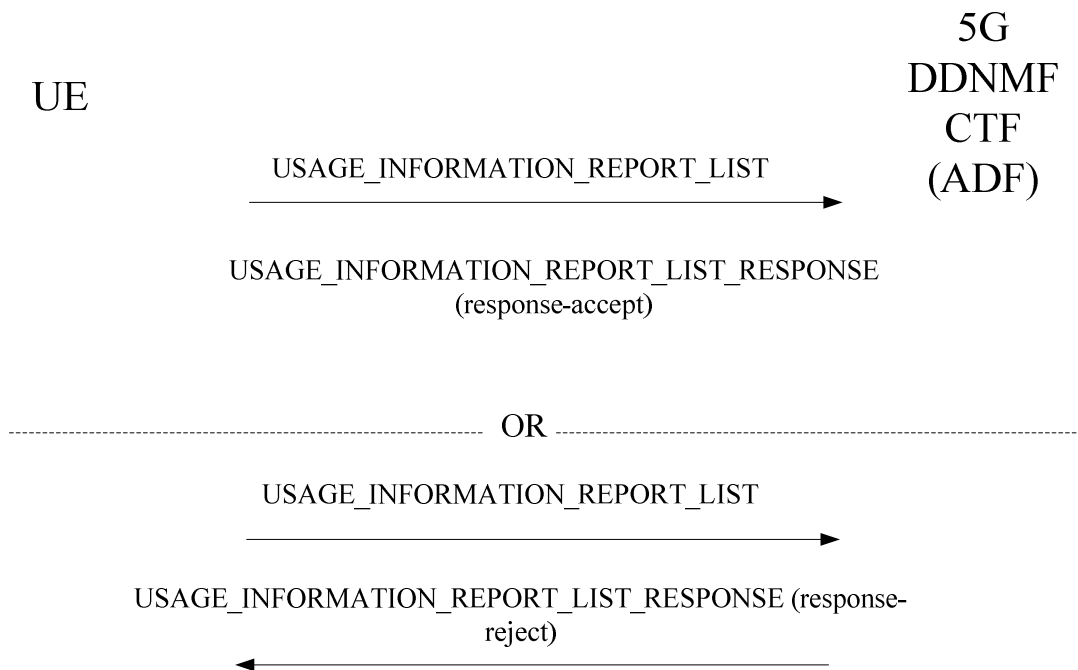 5G
DDNMF
CTF
(ADF)
UE
USAGE_INFORMATION_REPORT_LIST
USAGE_INFORMATION_REPORT_LIST_RESPONSE
(response-accept)
OR
USAGE_INFORMATION_REPORT_LIST
USAGE_INFORMATION_REPORT_LIST_RESPONSE (response-
reject)